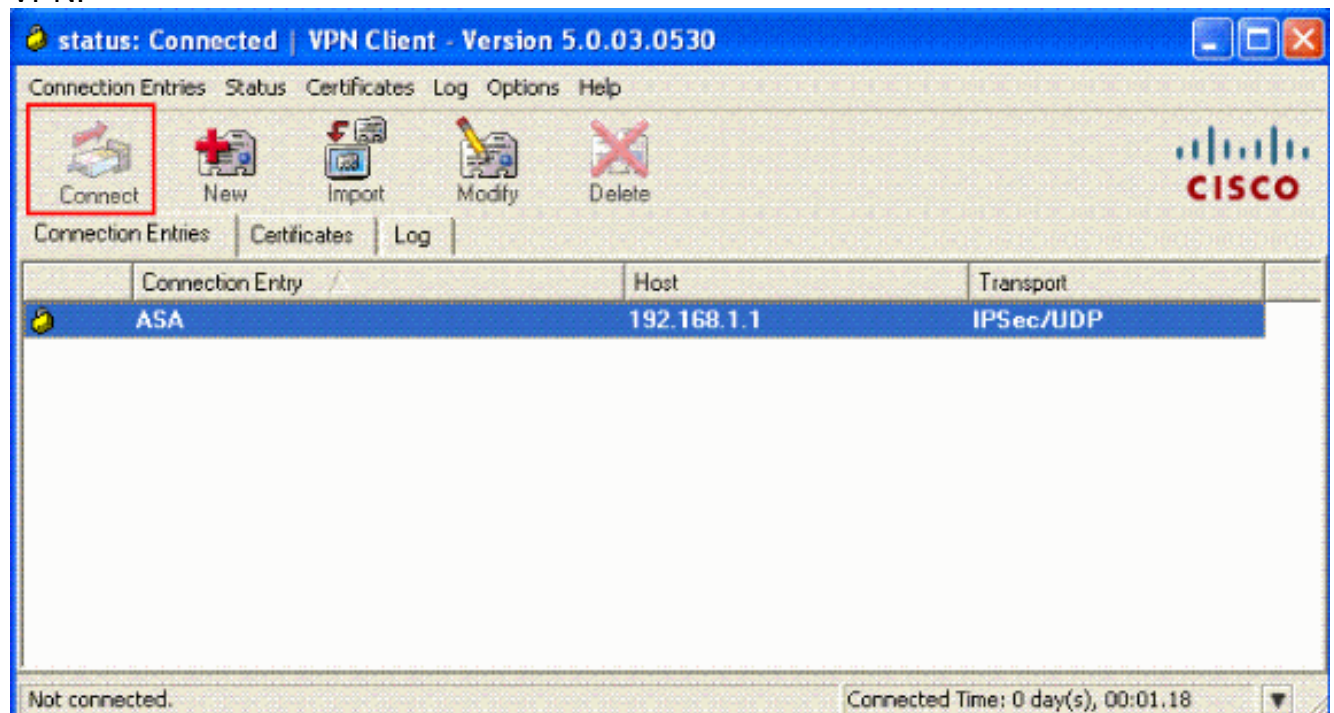 VPN.
status: Connected | VPN Client - Version 5.0.03.0530
Connection Entries Status Certificates Log Options Help
Connect New Import Modify Delete
CISCO
Connection Entries Certificates Log
Connection Entry Host Transport
ASA 192.168.1.1 IPSec/UDP
Not connected. Connected Time: 0 day(s), 00:01.18